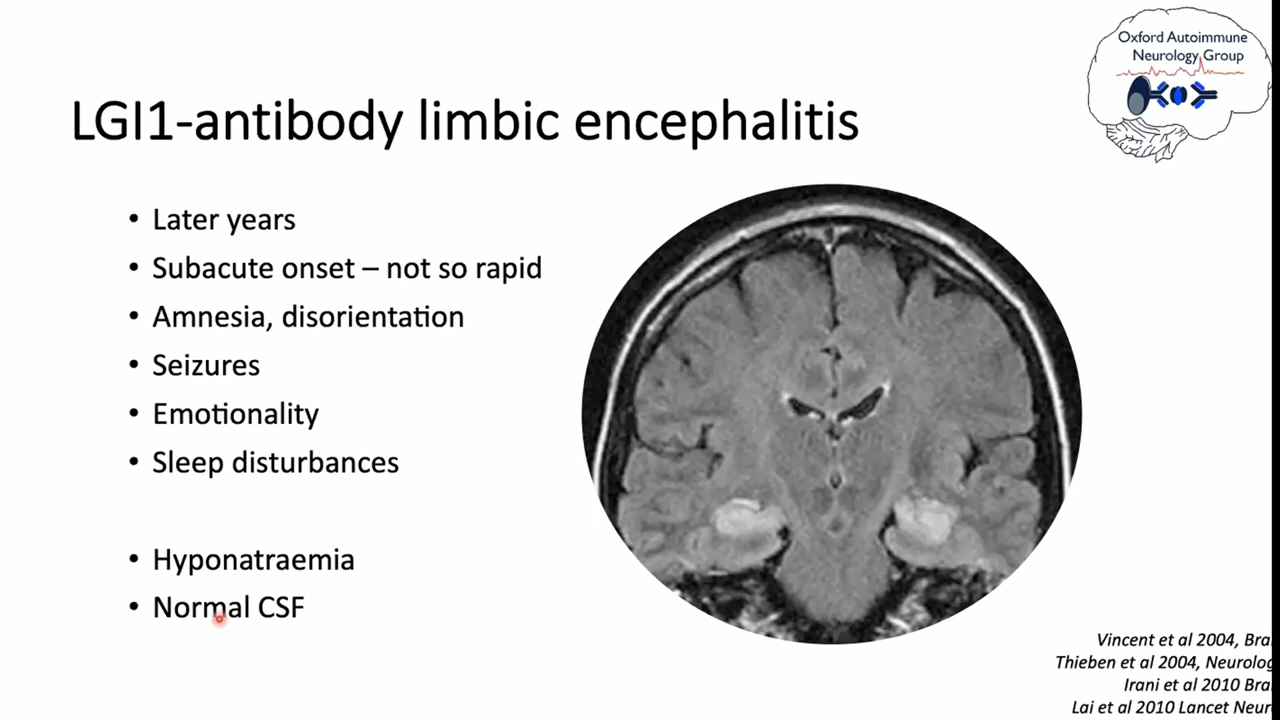 Oxford Autoimmune
Neurology Group
LGI1-antibody limbic encephalitis
• Later years
• Subacute onset – not so rapid
• Amnesia, disorientation
• Seizures
• Emotionality
• Sleep disturbances
• Hyponatraemia
• Normal CSF
Vincent et al 2004,
Thieben et al 2004,
Irani et al 2010
Lai et al 2010 Lancet